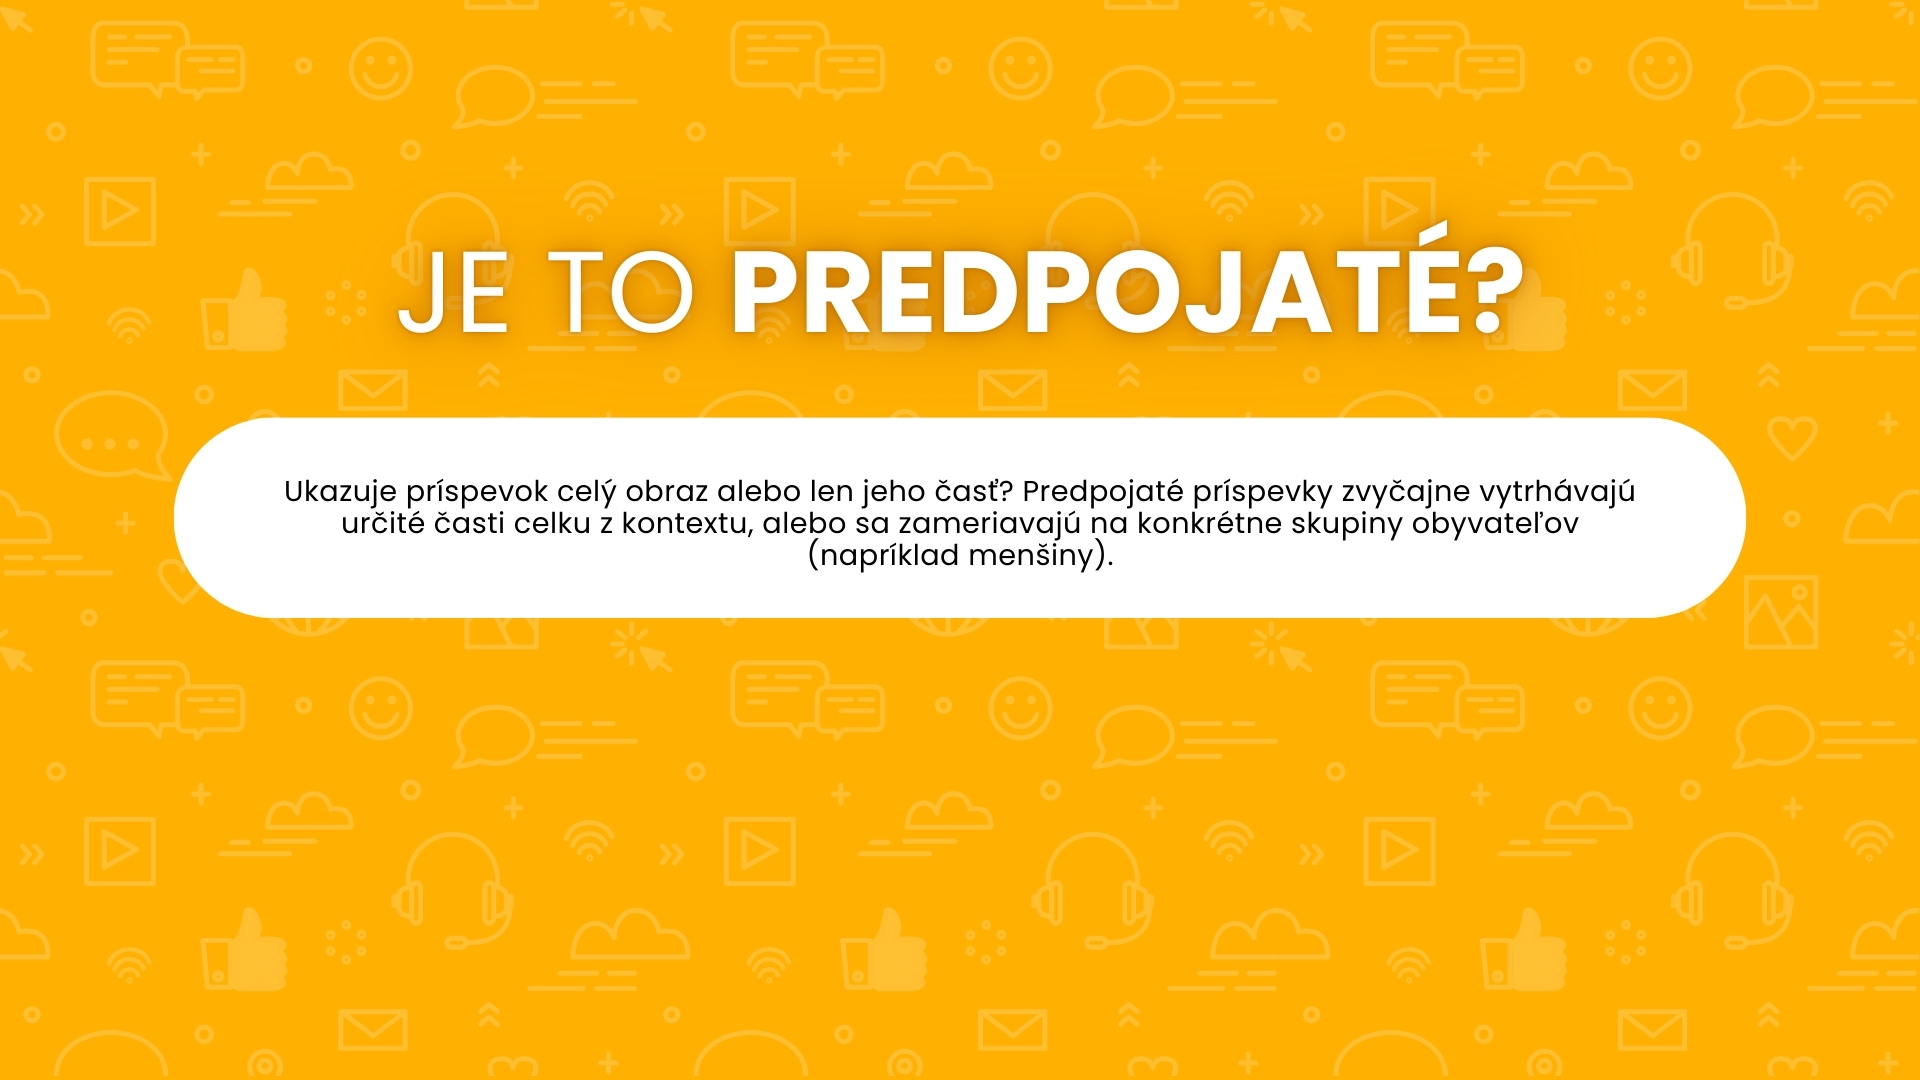 JE TO PREDPOJATÉ?
Ukazuje príspevok celý obraz alebo len jeho časť? Predpojaté príspevky zvyčajne vytrhávajú
určité časti celku z kontextu, alebo sa zameriavajú na konkrétne skupiny obyvateľov
(napríklad menšiny).